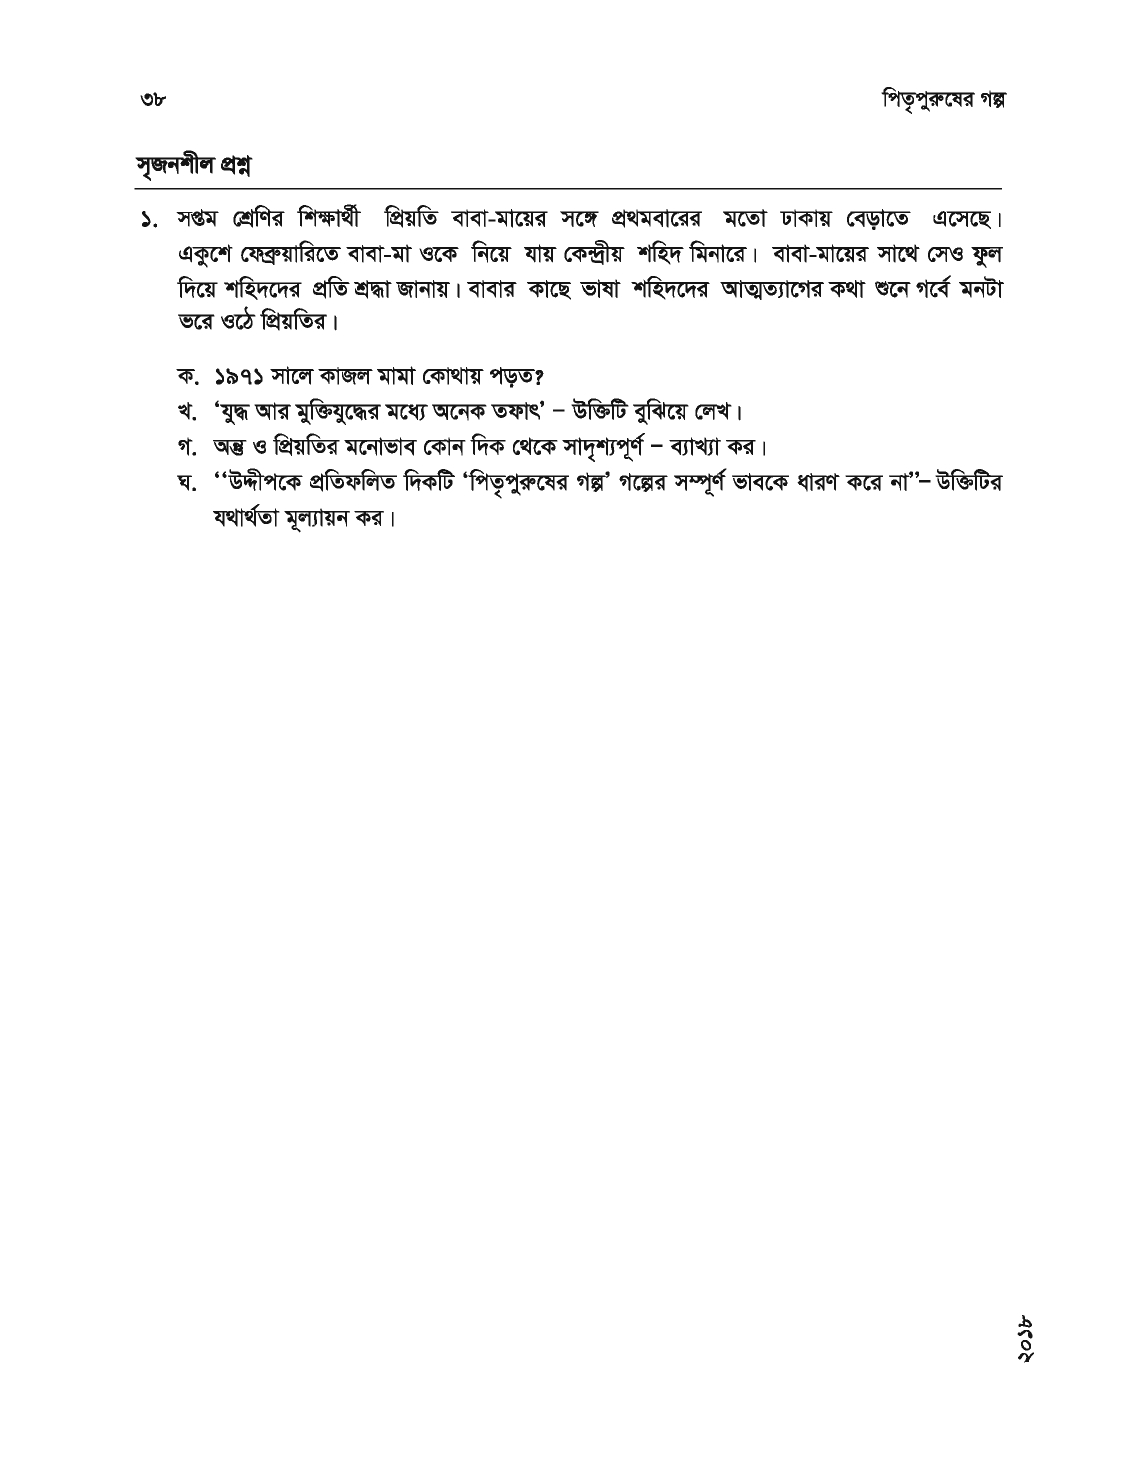 ৩৮ পিতৃপুরুষের গল্প
সৃজনশীল প্রশ্ন
১. সপ্তম শ্রেণির শিক্ষার্থী প্রিয়তি বাবা-মায়ের সঙ্গে প্রথমবারের মতো ঢাকায় বেড়াতে এসেছে।
একুশে ফেব্রুয়ারিতে বাবা-মা ওকে নিয়ে যায় কেন্দ্রীয় শহিদ মিনারে। বাবা-মায়ের সাথে সেও ফুল
দিয়ে শহিদদের প্রতি শ্রদ্ধা জানায়। বাবার কাছে ভাষা শহিদদের আত্মত্যাগের কথা শুনে গর্বে মনটা
ভরে ওঠে প্রিয়তির।
ক. ১৯৭১ সালে কাজল মামা কোথায় পড়ত?
খ. ‘যুদ্ধ আর মুক্তিযুদ্ধের মধ্যে অনেক তফাৎ’ – উক্তিটি বুঝিয়ে লেখ।
গ. অন্তু ও প্রিয়তির মনোভাব কোন দিক থেকে সাদৃশ্যপূর্ণ – ব্যাখ্যা কর।
ঘ. ‘‘উদ্দীপকে প্রতিফলিত দিকটি ‘পিতৃপুরুষের গল্প’ গল্পের সম্পূর্ণ ভাবকে ধারণ করে না’’– উক্তিটির
যথার্থতা মূল্যায়ন কর।
২০১৮